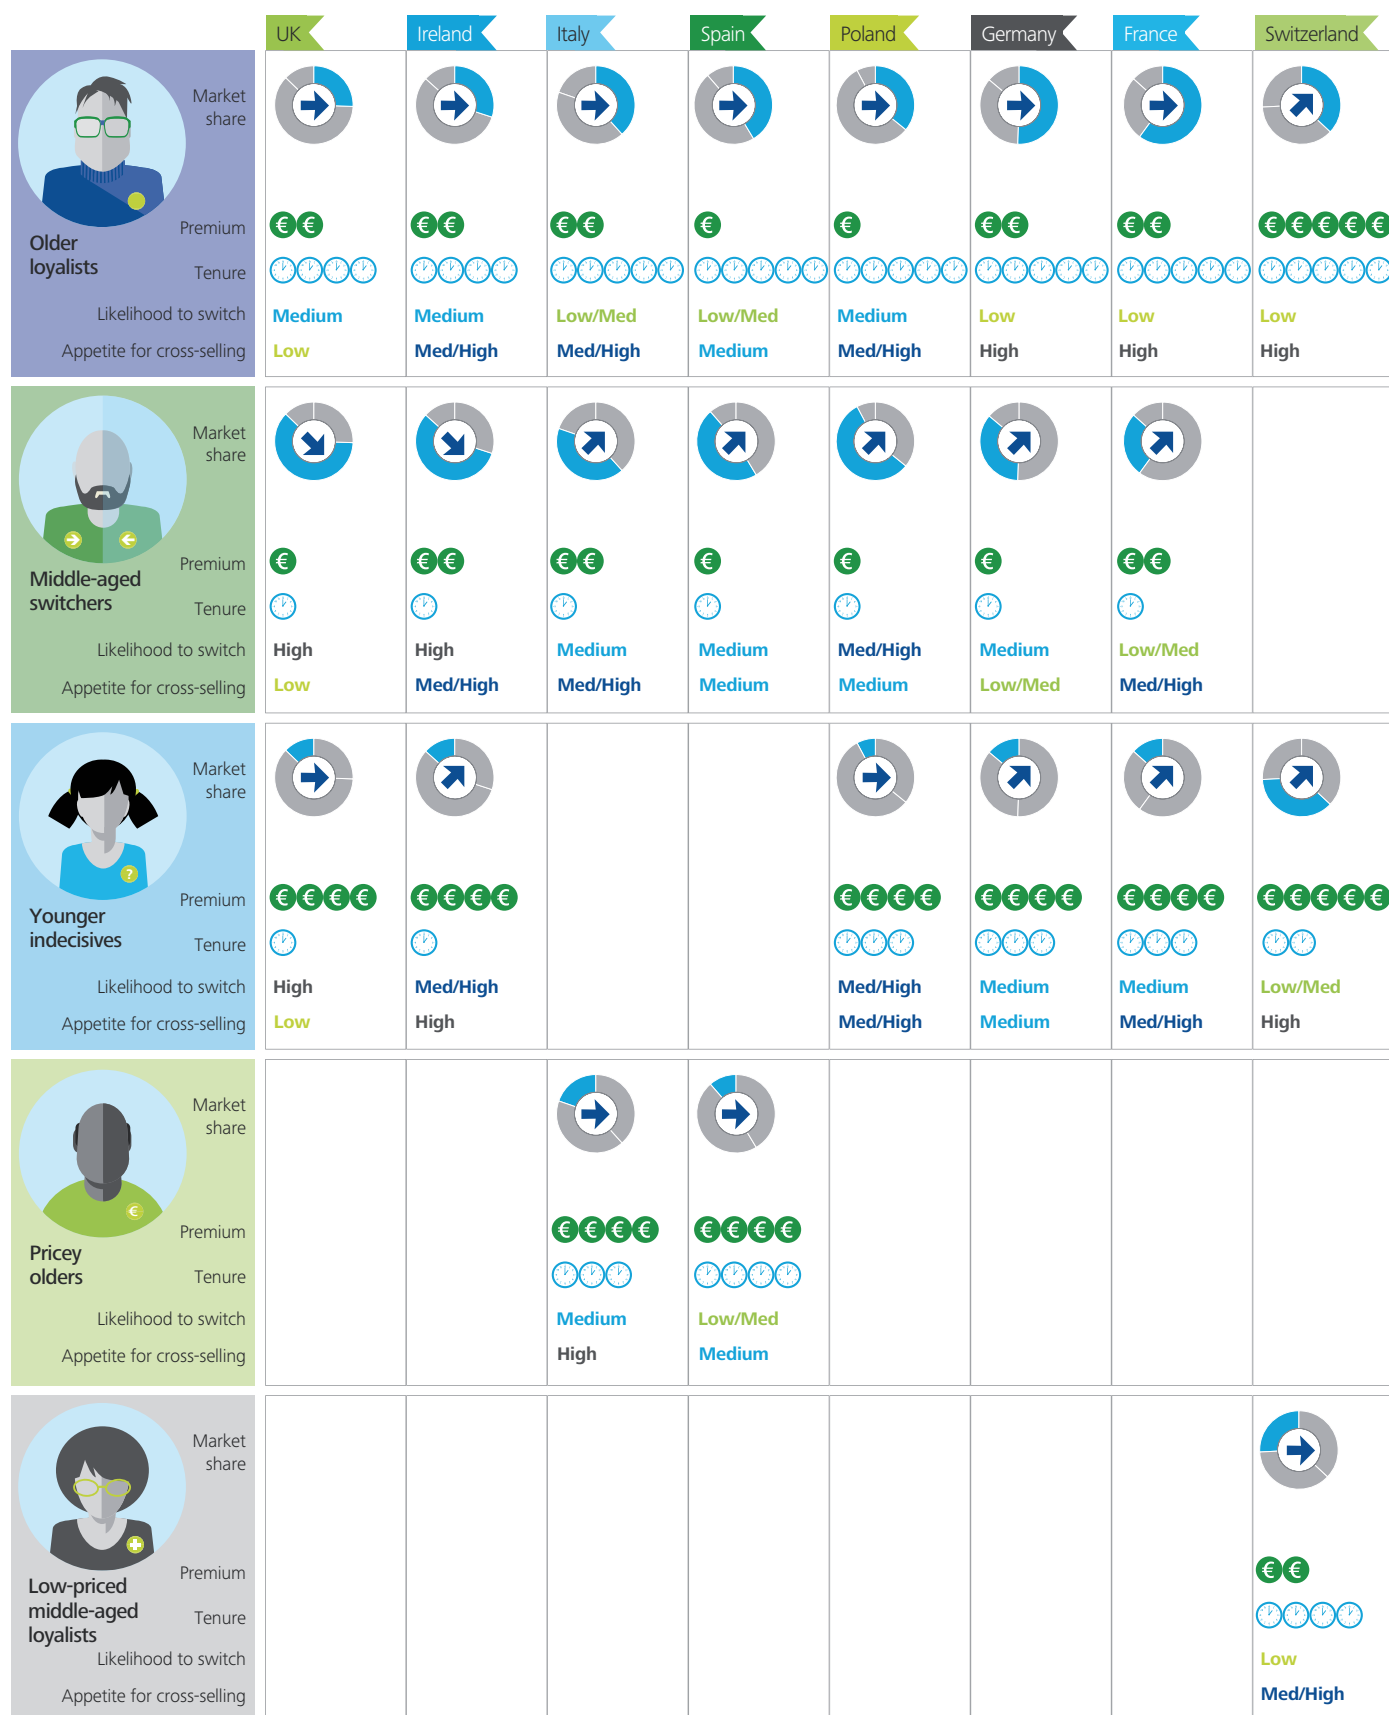 UK Ireland Italy Spain Poland Germany France Switzerland
Market
share
Premium
Older
loyalists
Tenure
Likelihood to switch
Medium Medium Low/Med Low/Med Medium Low Low Low
Appetite for cross-selling
Low Med/High Med/High Medium Med/High High High High
Market
share
Premium
Middle-aged
switchers
Tenure
Likelihood to switch
High High Medium Medium Med/High Medium Low/Med
Appetite for cross-selling
Low Med/High Med/High Medium Medium Low/Med Med/High
Market
share
?
Premium
Younger
indecisives
Tenure
Likelihood to switch
High Med/High Med/High Medium Medium Low/Med
Appetite for cross-selling
Low High Med/High Medium Med/High High
Market
share
€
Premium
€€€€ €€€€
Pricey
olders
Tenure
Likelihood to switch
Medium Low/Med
Appetite for cross-selling
High Medium
Market
share
Premium
€€
Low-priced
middle-aged
loyalists
Tenure
Likelihood to switch
Low
Appetite for cross-selling
Med/High